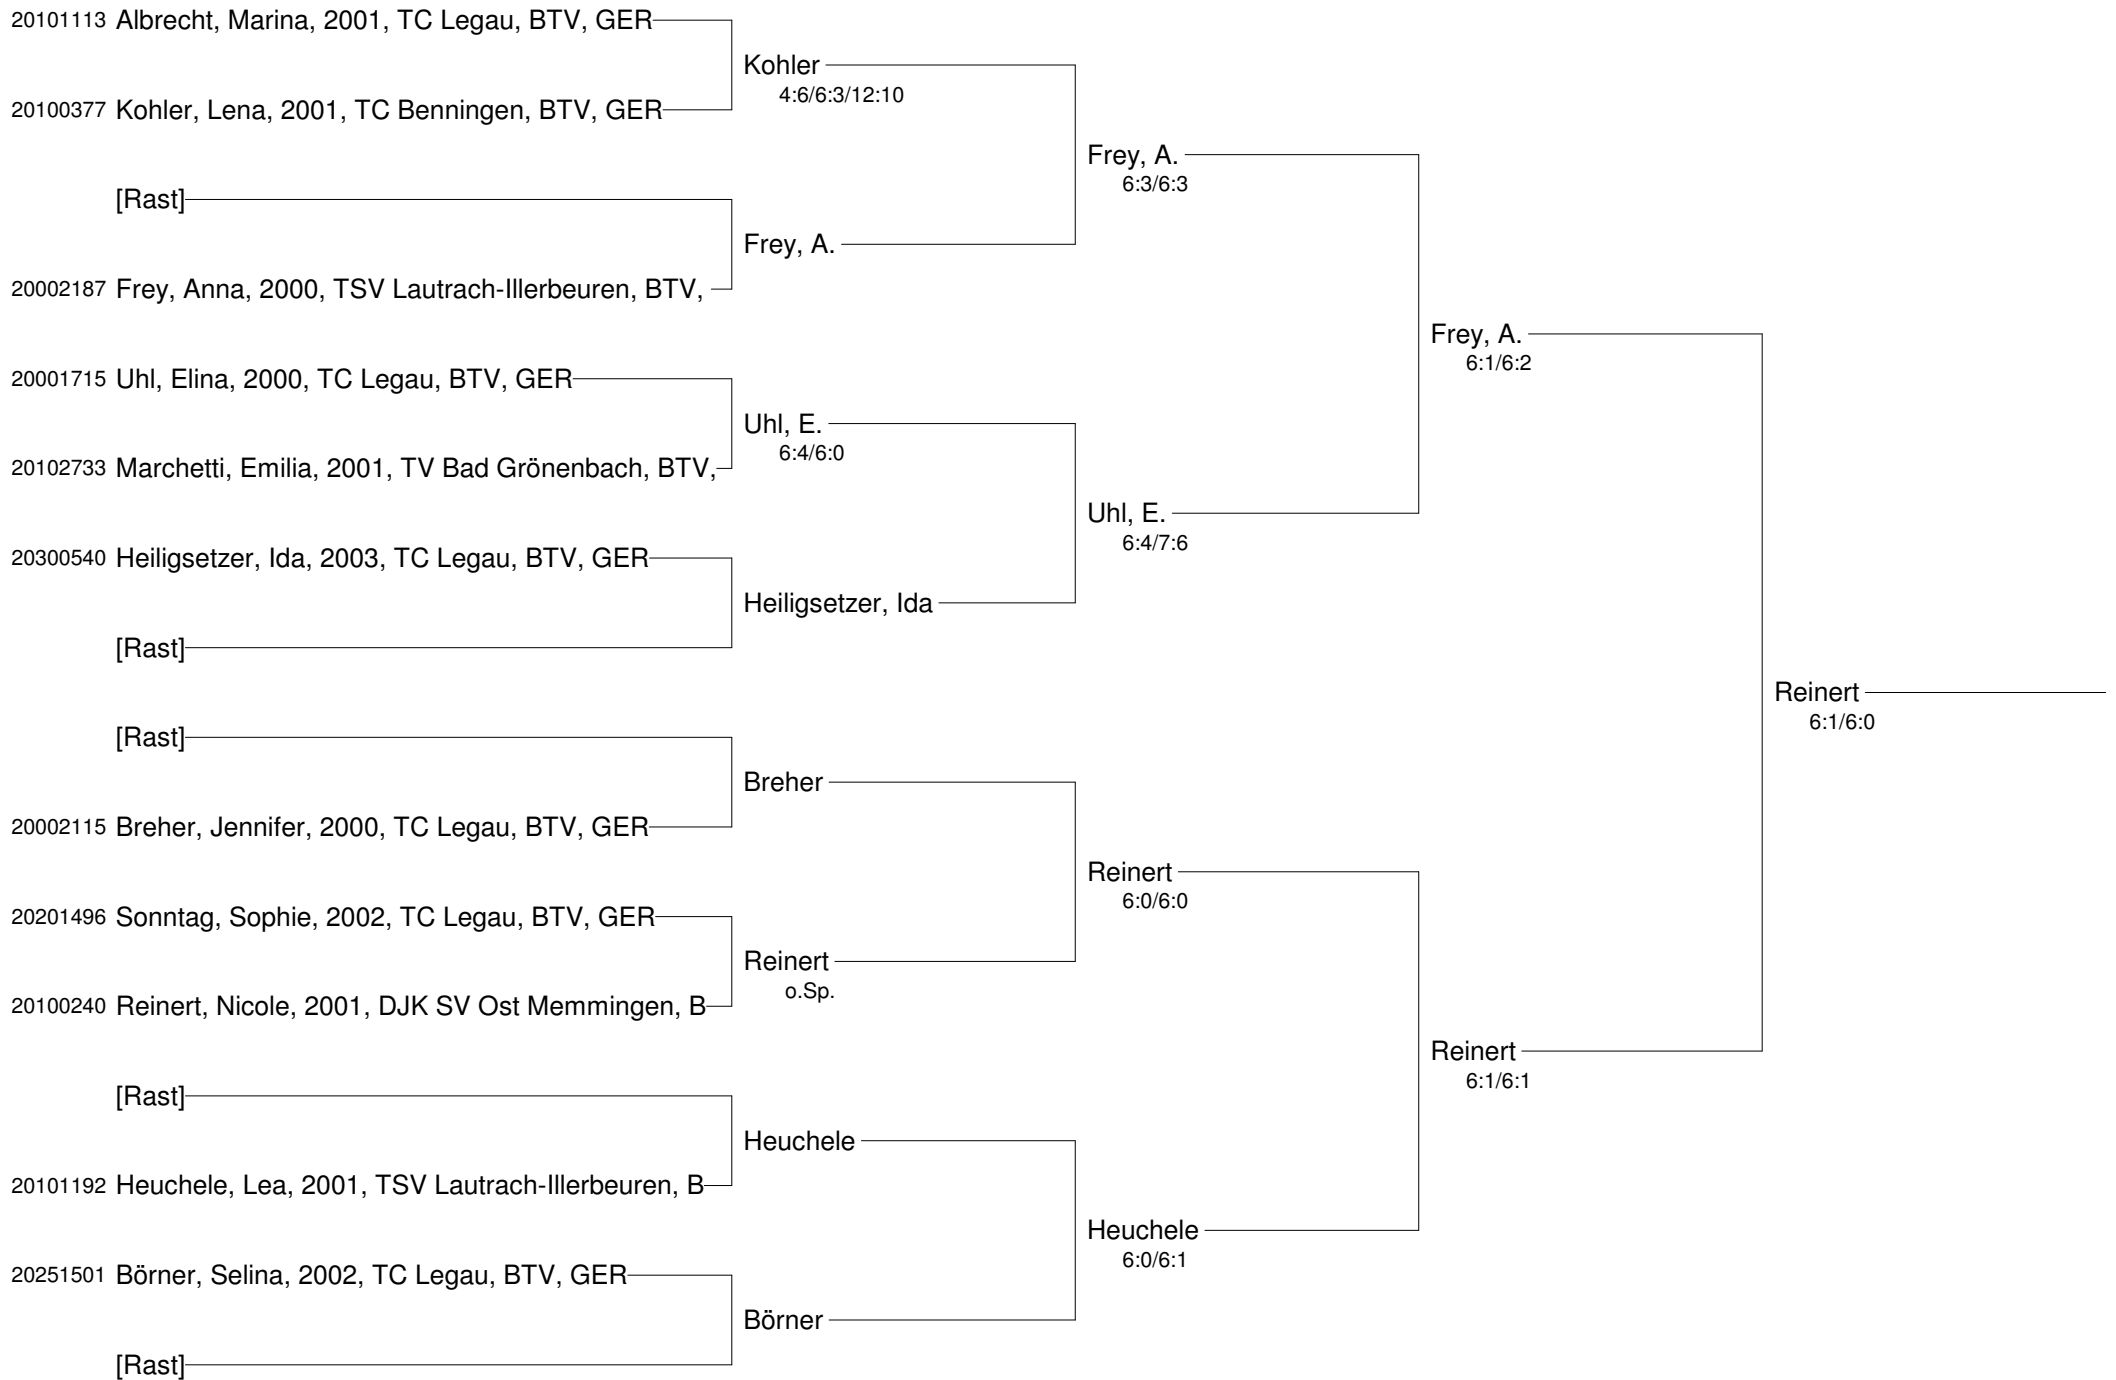 20101113 Albrecht, Marina, 2001, TC Legau, BTV, GER
Kohler
4:6/6:3/12:10
20100377 Kohler, Lena, 2001, TC Benningen, BTV, GER
Frey, A.
6:3/6:3
[Rast]
Frey, A.
20002187 Frey, Anna, 2000, TSV Lautrach-Illerbeuren, BTV,
Frey, A.
6:1/6:2
20001715 Uhl, Elina, 2000, TC Legau, BTV, GER
Uhl, E.
6:4/6:0
20102733 Marchetti, Emilia, 2001, TV Bad Grönenbach, BTV,
Uhl, E.
6:4/7:6
20300540 Heiligsetzer, Ida, 2003, TC Legau, BTV, GER
Heiligsetzer, Ida
[Rast]
Reinert
6:1/6:0
[Rast]
Breher
20002115 Breher, Jennifer, 2000, TC Legau, BTV, GER
Reinert
6:0/6:0
20201496 Sonntag, Sophie, 2002, TC Legau, BTV, GER
Reinert
o.Sp.
20100240 Reinert, Nicole, 2001, DJK SV Ost Memmingen, B
Reinert
6:1/6:1
[Rast]
Heuchele
20101192 Heuchele, Lea, 2001, TSV Lautrach-Illerbeuren, B
Heuchele
6:0/6:1
20251501 Börner, Selina, 2002, TC Legau, BTV, GER
Börner
[Rast]